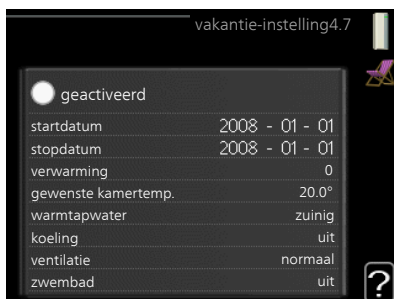 vakantie-instelling4.7
geactiveerd
startdatum 2008 - 01 - 01
stopdatum 2008 - 01 - 01
verwarming 0
gewenste kamertemp. 20.0°
warmtapwater zuinig
koeling uit
ventilatie normaal
zwembad uit
?